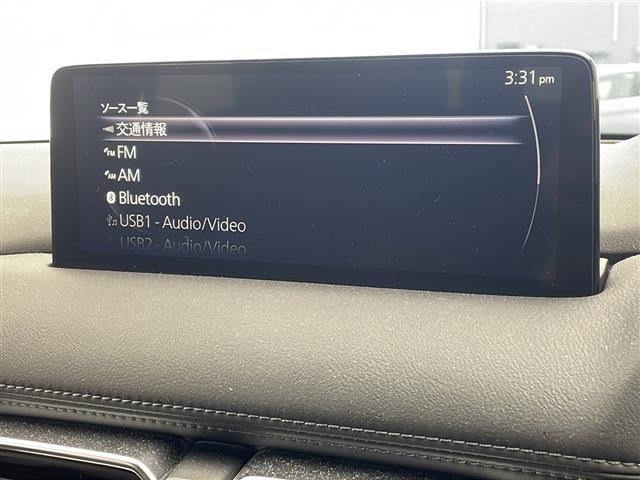 3:31 pm
ソース一覧
交通情報
FM
AM
Bluetooth
USB1 - Audio/Video
USB2 - Audio/Video